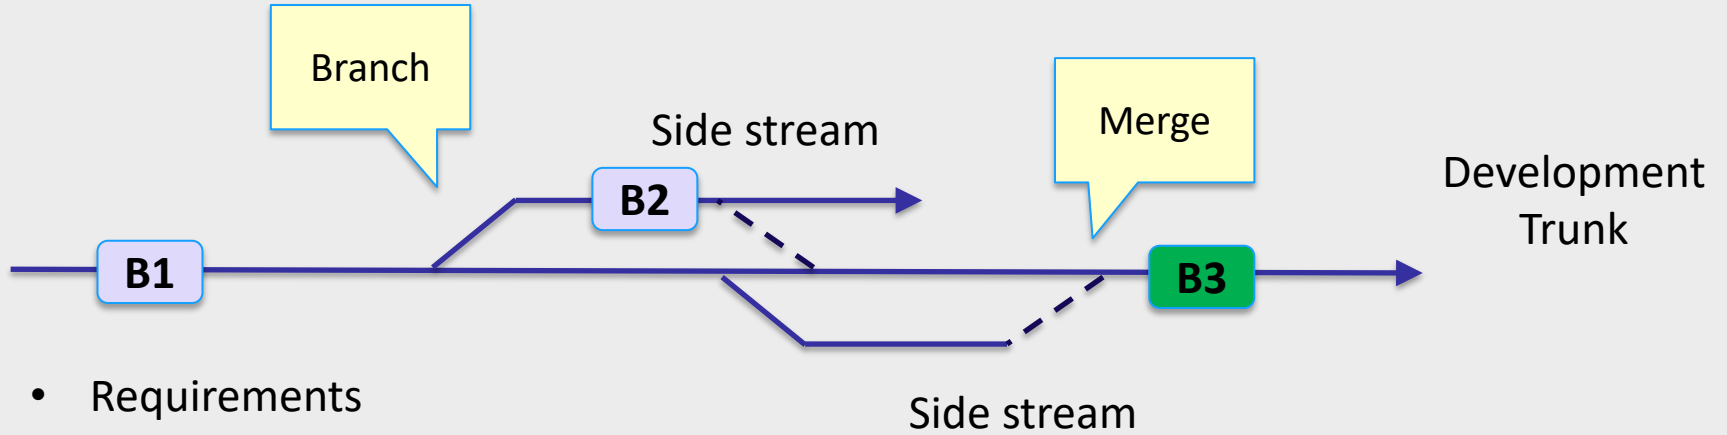 Branch
Merge
Side stream
Development
Trunk
B2
B1
B3
• Requirements
Side stream